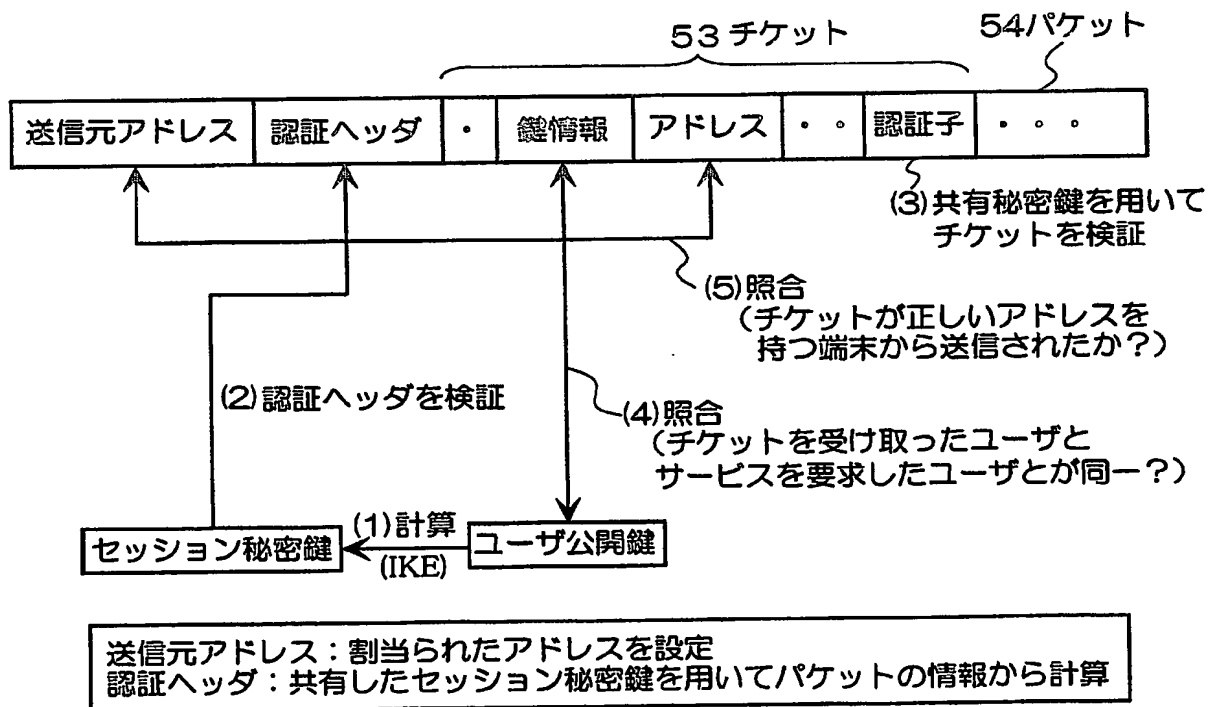 53 チケット
54パケット
送信元アドレス
認証ヘッダ
・
鍵情報
アドレス
・。
認証子
・。。
(3)共有秘密鍵を用いて
チケットを検証
(5)照合
(チケットが正しいアドレスを
持つ端末から送信されたか?)
(2)認証ヘッダを検証
(4)照合
(チケットを受け取ったユーザと
サービスを要求したユーザとが同一?)
(1)計算
(IKE)
セッション秘密鍵
ユーザ公開鍵
送信元アドレス:割当られたアドレスを設定
認証ヘッダ:共有したセッション秘密鍵を用いてパケットの情報から計算